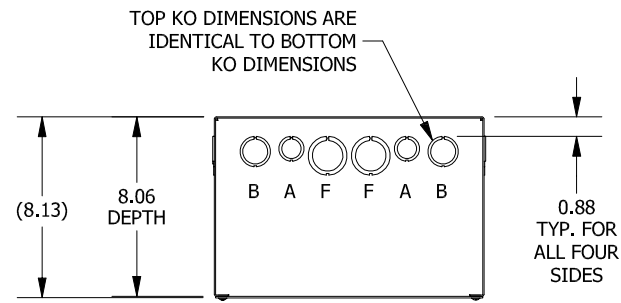 TOP KO DIMENSIONS ARE
IDENTICAL TO BOTTOM
KO DIMENSIONS
(8.13)
8.06
DEPTH
B A F F A B
0.88
TYP. FOR
ALL FOUR
SIDES